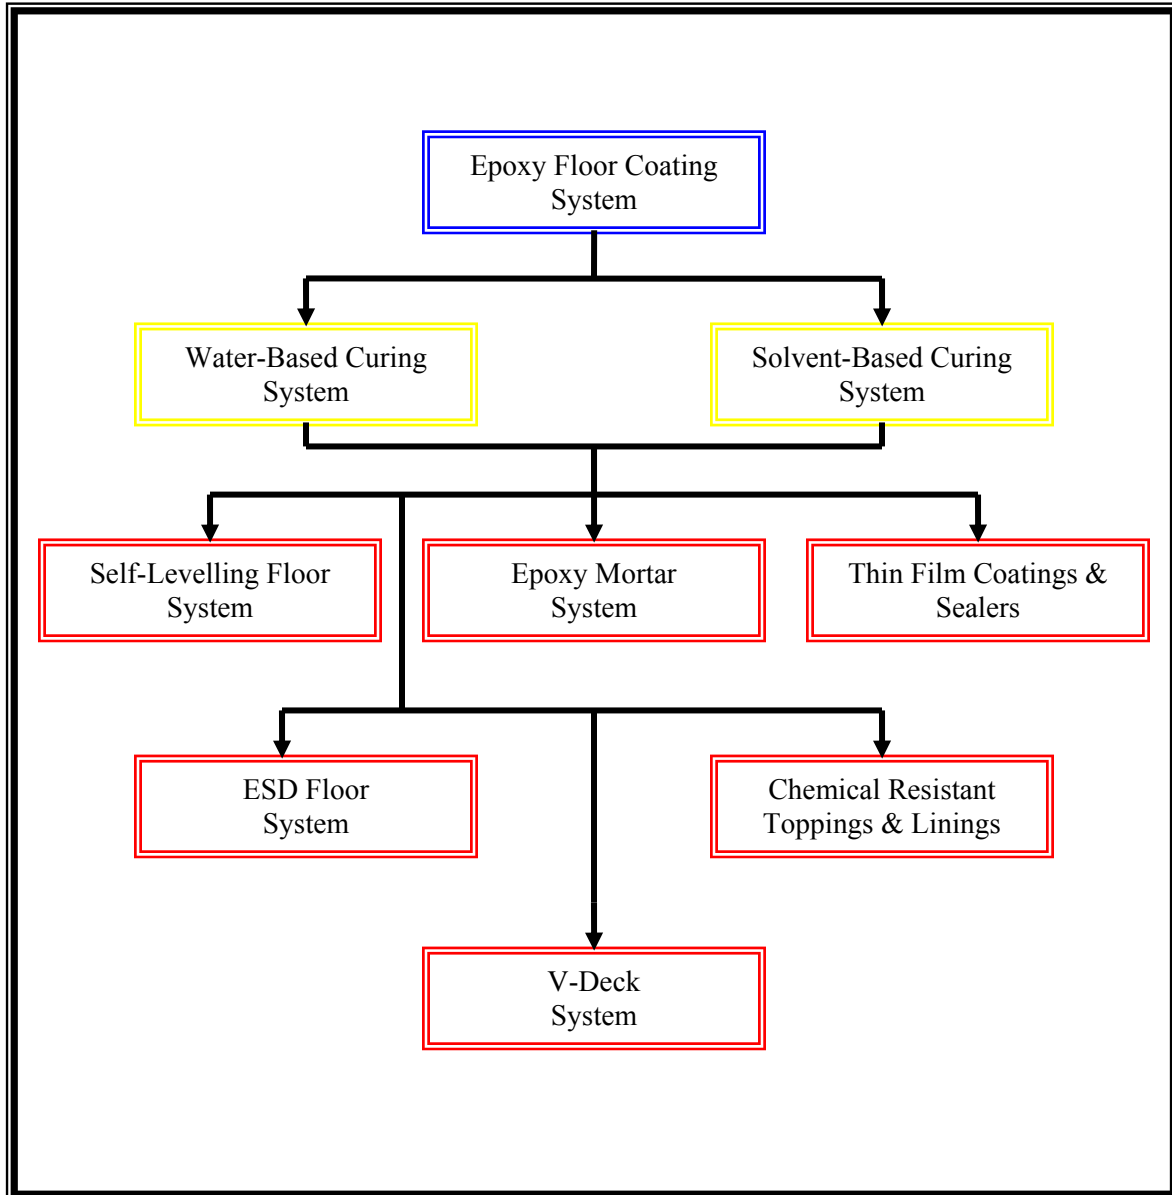 Epoxy Floor Coating
System
Water-Based Curing
System
Solvent-Based Curing
System
Self-Levelling Floor
System
Epoxy Mortar
System
Thin Film Coatings &
Sealers
ESD Floor
System
Chemical Resistant
Toppings & Linings
V-Deck
System